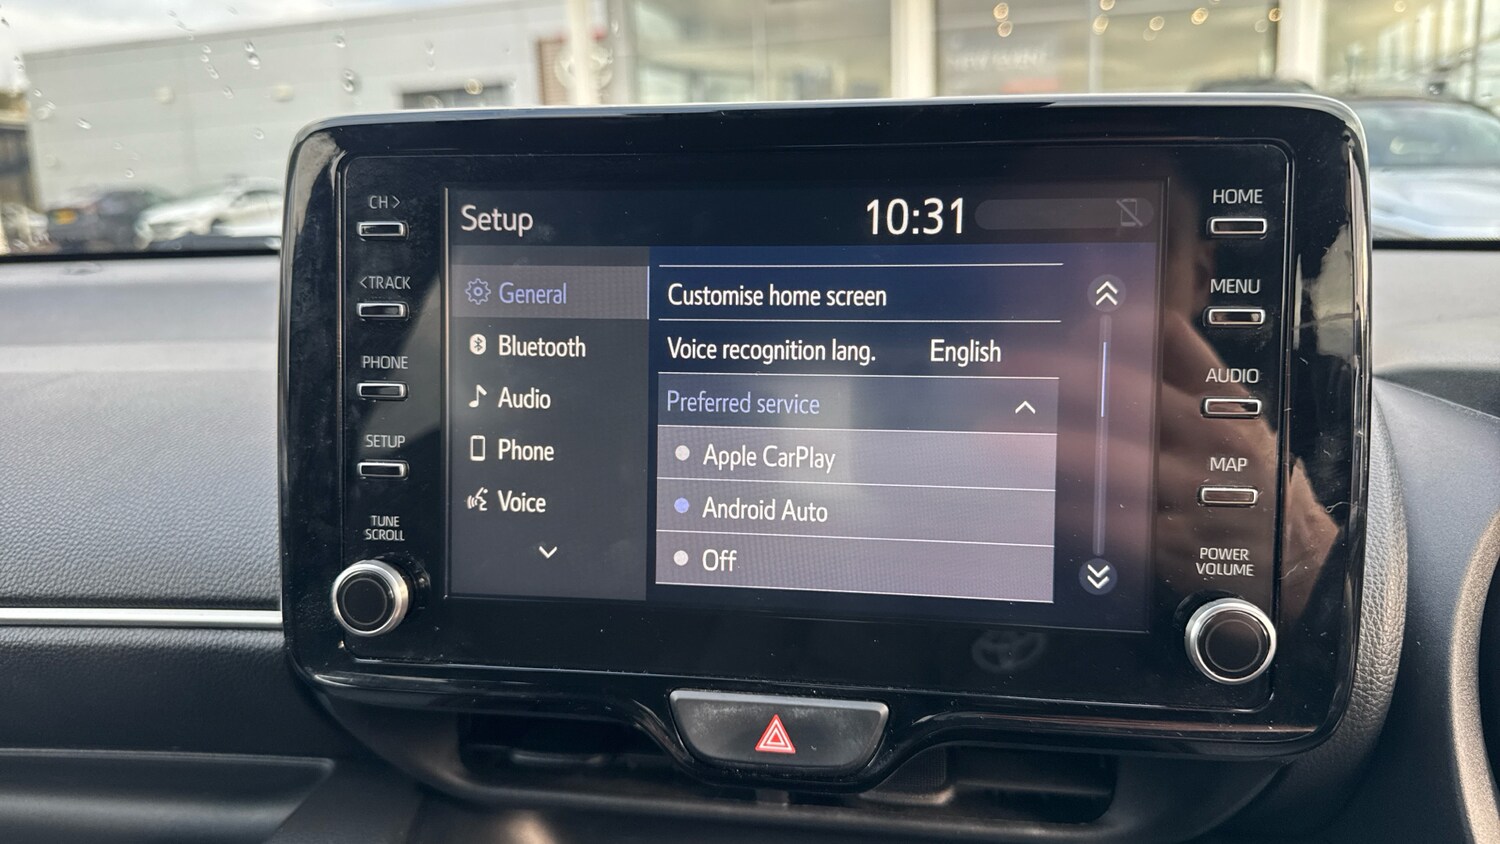 CH >
< TRACK
PHONE
SETUP
TUNE
SCROLL
Setup
10:31
General
Bluetooth
Audio
Phone
Voice
Customise home screen
Voice recognition lang. English
Preferred service
Apple CarPlay
Android Auto
Off
HOME
MENU
AUDIO
MAP
POWER
VOLUME